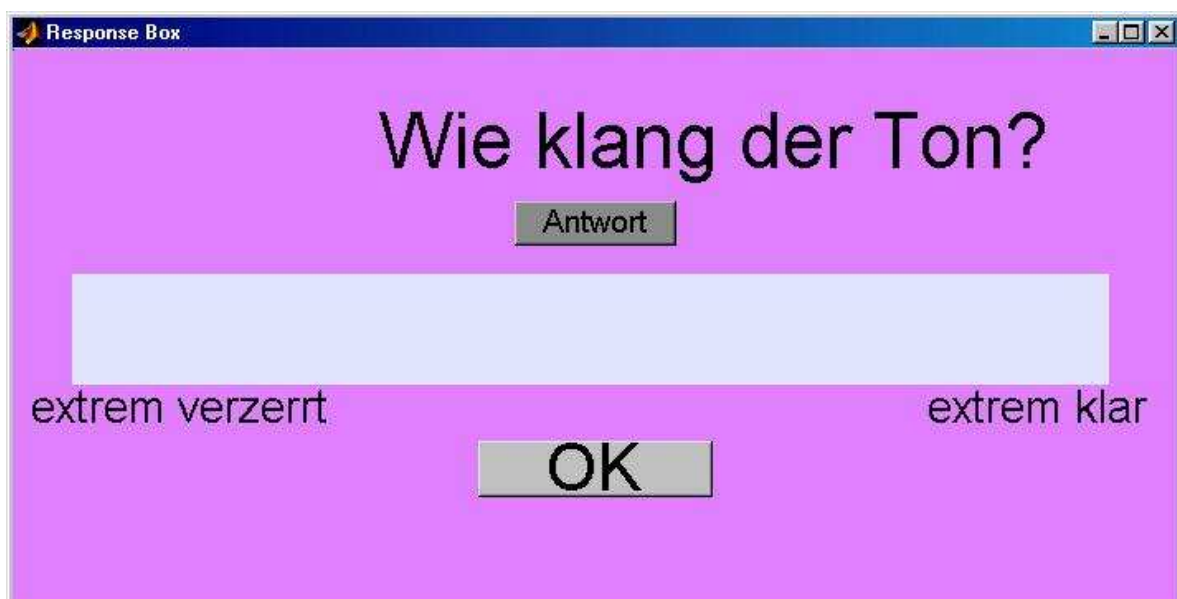 Response Box
Wie klang der Ton?
Antwort
extrem verzerrt extrem klar
OK